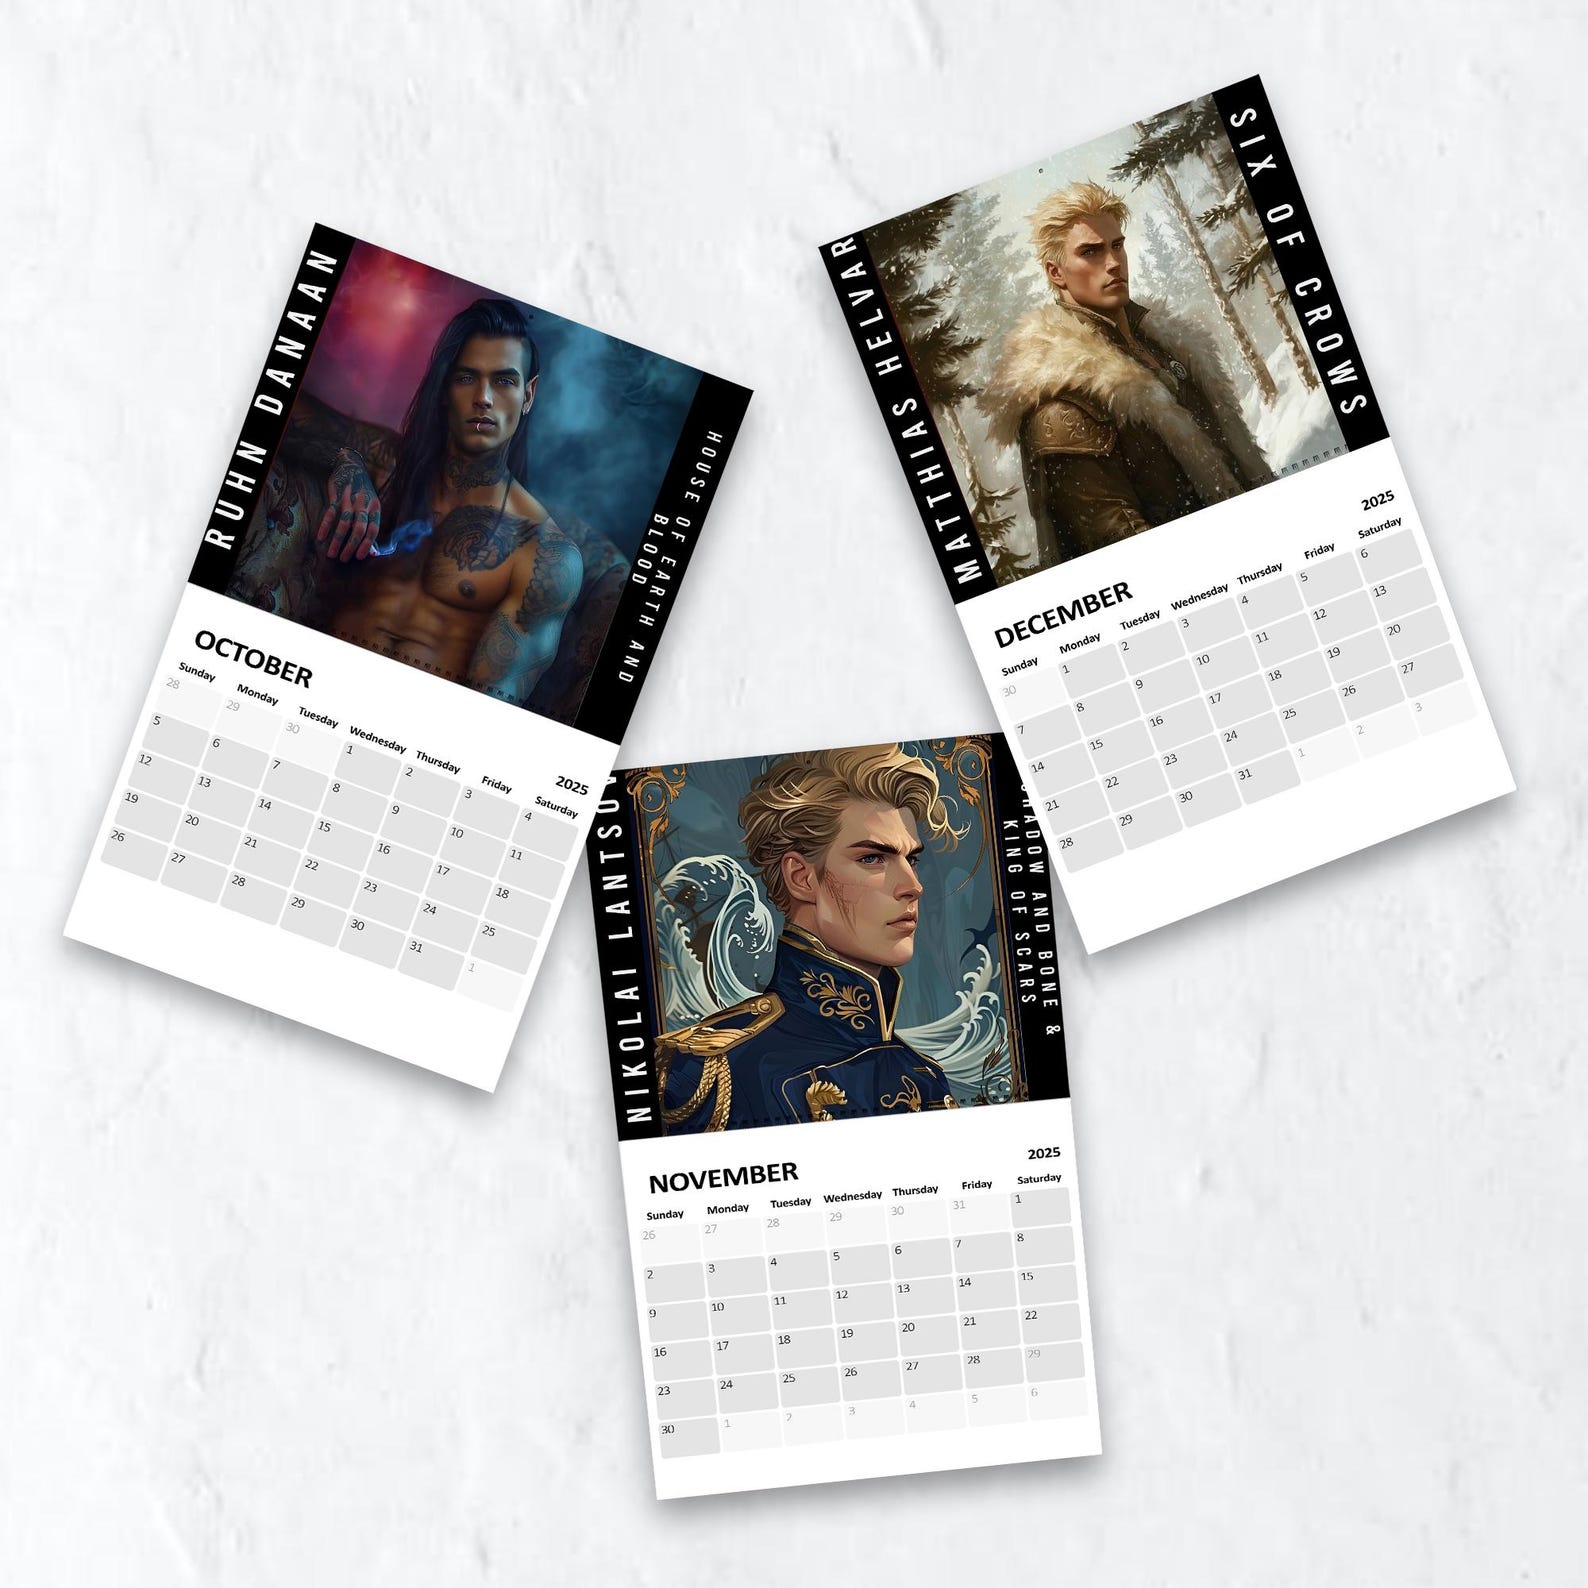 RUHN DANAAN
HOUSE OF EARTH AND
BLOOD
OCTOBER
2025
Sunday Monday Tuesday Wednesday Thursday Friday Saturday
28 29 30 1 2 3 4
5 6 7 8 9 10 11
12 13 14 15 16 17 18
19 20 21 22 23 24 25
26 27 28 29 30 31 1
MATTHIAS HELVAR
SIX OF CROWS
DECEMBER
2025
Sunday Monday Tuesday Wednesday Thursday Friday Saturday
30 1 2 3 4 5 6
7 8 9 10 11 12 13
14 15 16 17 18 19 20
21 22 23 24 25 26 27
28 29 30 31 1 2 3
NIKOLAI LANTSOV
HADOW AND BONE &
KING OF SCARS
NOVEMBER
2025
Sunday Monday Tuesday Wednesday Thursday Friday Saturday
26 27 28 29 30 31 1
2 3 4 5 6 7 8
9 10 11 12 13 14 15
16 17 18 19 20 21 22
23 24 25 26 27 28 29
30 1 2 3 4 5 6